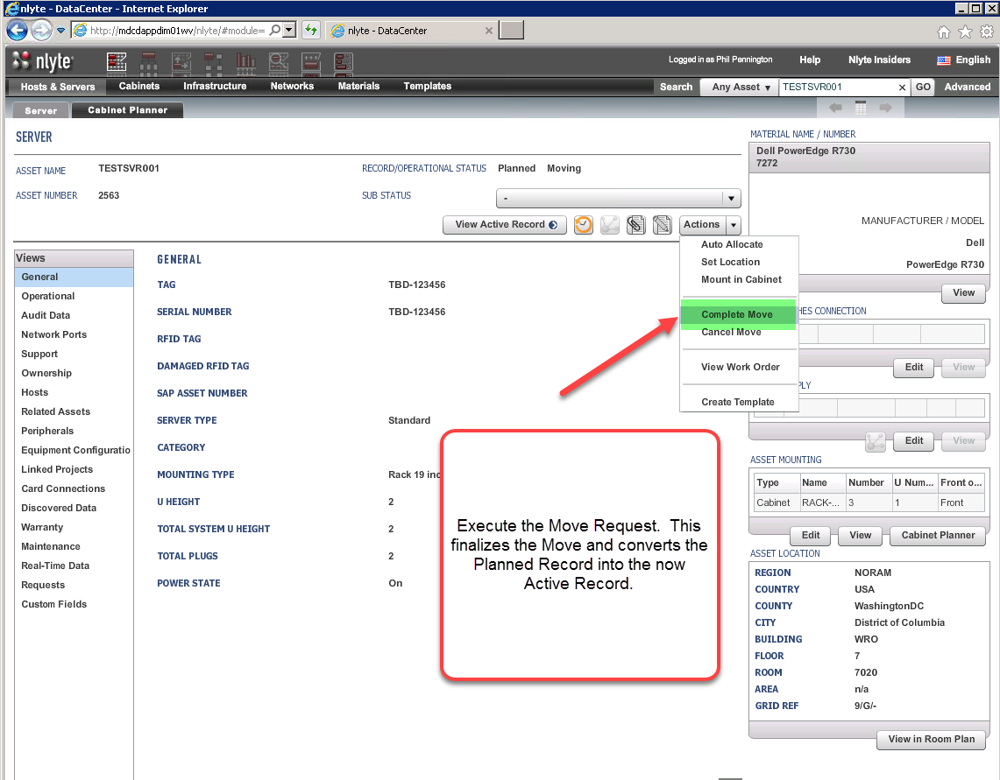 nlyte - DataCenter - Internet Explorer
http://mdcdappdim01wv/nlyte/#module=
nlyte - DataCenter
nlyte
Logged in as Phil Pennington
Help
Nlyte Insiders
English
Hosts & Servers
Cabinets
Infrastructure
Networks
Materials
Templates
Search
Any Asset
TESTSVR001
GO
Advanced
Server
Cabinet Planner
SERVER
ASSET NAME TESTSVR001
RECORD/OPERATIONAL STATUS Planned Moving
ASSET NUMBER 2563
SUB STATUS -
View Active Record
Actions
Auto Allocate
Set Location
Mount in Cabinet
Complete Move
Cancel Move
View Work Order
Create Template
Views
General
Operational
Audit Data
Network Ports
Support
Ownership
Hosts
Related Assets
Peripherals
Equipment Configuratio
Linked Projects
Card Connections
Discovered Data
Warranty
Maintenance
Real-Time Data
Requests
Custom Fields
GENERAL
TAG TBD-123456
SERIAL NUMBER TBD-123456
RFID TAG
DAMAGED RFID TAG
SAP ASSET NUMBER
SERVER TYPE Standard
CATEGORY
MOUNTING TYPE Rack 19 inc
U HEIGHT 2
TOTAL SYSTEM U HEIGHT 2
TOTAL PLUGS 2
POWER STATE On
Execute the Move Request. This
finalizes the Move and converts the
Planned Record into the now
Active Record.
MATERIAL NAME / NUMBER
Dell PowerEdge R730
7272
MANUFACTURER / MODEL
Dell
PowerEdge R730
View
HES CONNECTION
Edit View
PLY
Edit View
ASSET MOUNTING
Type Name Number U Num... Front o...
Cabinet RACK-... 3 1 Front
Edit View Cabinet Planner
ASSET LOCATION
REGION NORAM
COUNTRY USA
COUNTY WashingtonDC
CITY District of Columbia
BUILDING WRO
FLOOR 7
ROOM 7020
AREA n/a
GRID REF 9/G/-
View in Room Plan